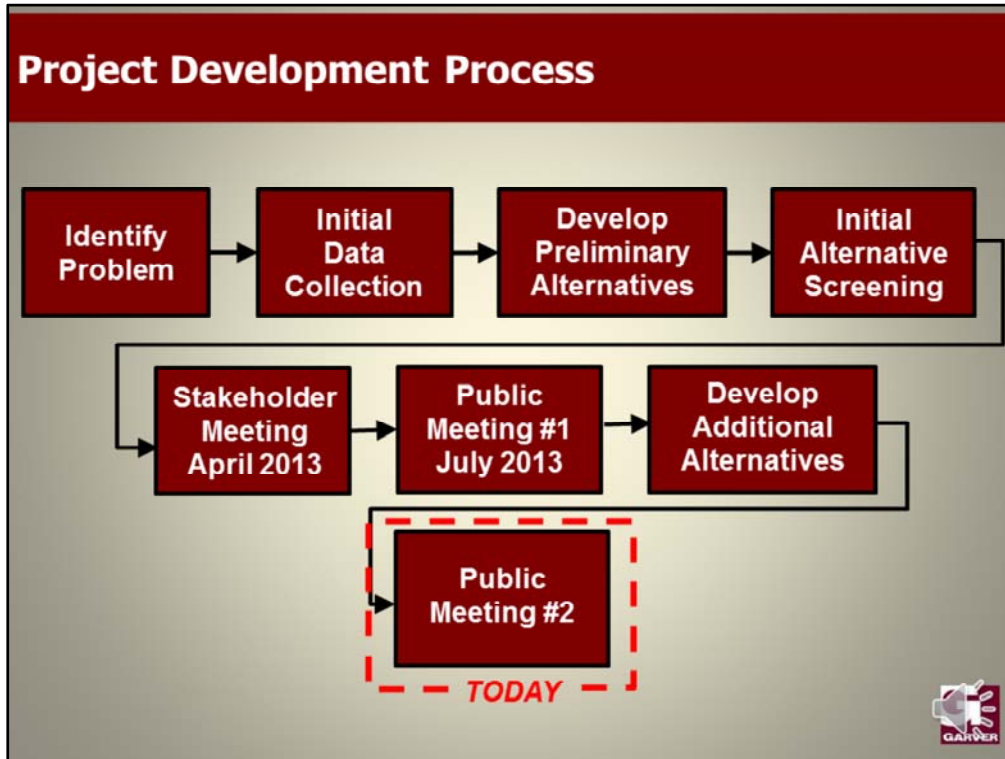 Project Development Process
Identify
Problem
Initial
Data
Collection
Develop
Preliminary
Alternatives
Initial
Alternative
Screening
Stakeholder
Meeting
April 2013
Public
Meeting #1
July 2013
Develop
Additional
Alternatives
Public
Meeting #2
TODAY
GARVER